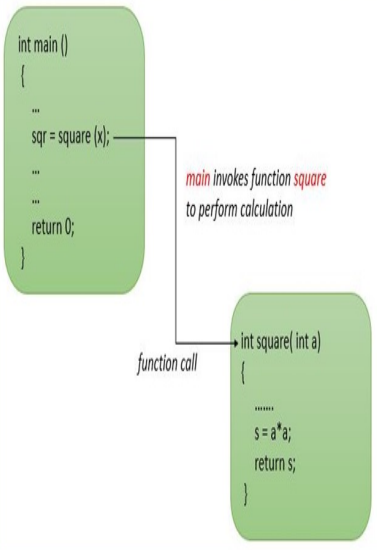 int main ()
{
...
sqr = square (x);
...
...
return 0;
}
main invokes function square
to perform calculation
function call
int square( int a)
{
.......
s = a*a;
return s;
}